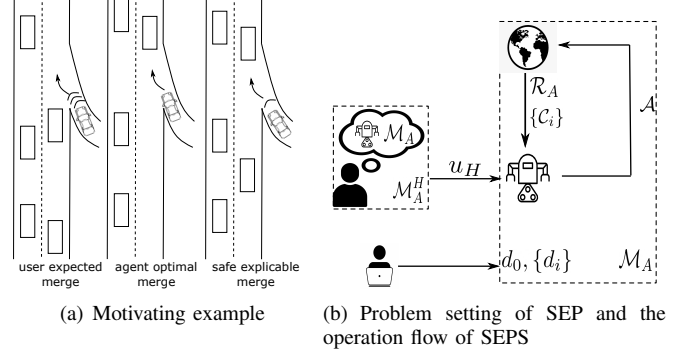 user expected
merge
agent optimal
merge
safe explicable
merge
(a) Motivating example
ℛ_A
{𝒞_i}
𝒜
ℳ_A
ℳ_A^H
u_H
d_0, {d_i}
ℳ_A
(b) Problem setting of SEP and the
operation flow of SEPS